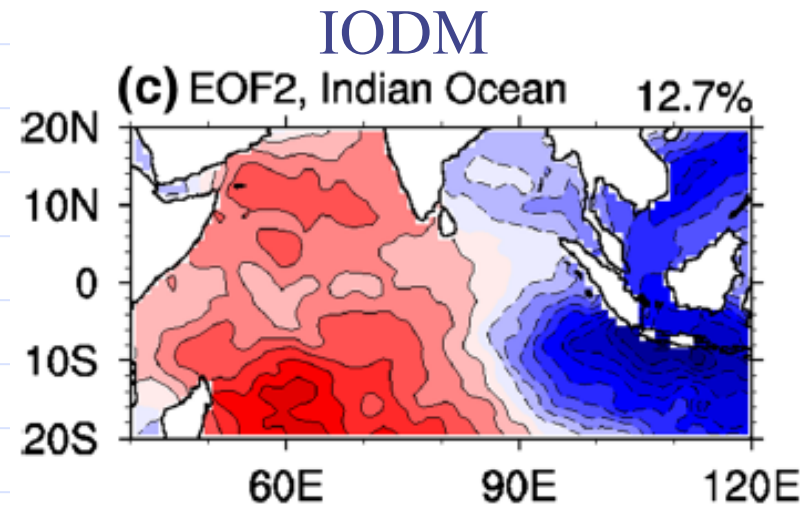 IODM
(c) EOF2, Indian Ocean 12.7%
20N
10N
0
10S
20S
60E 90E 120E